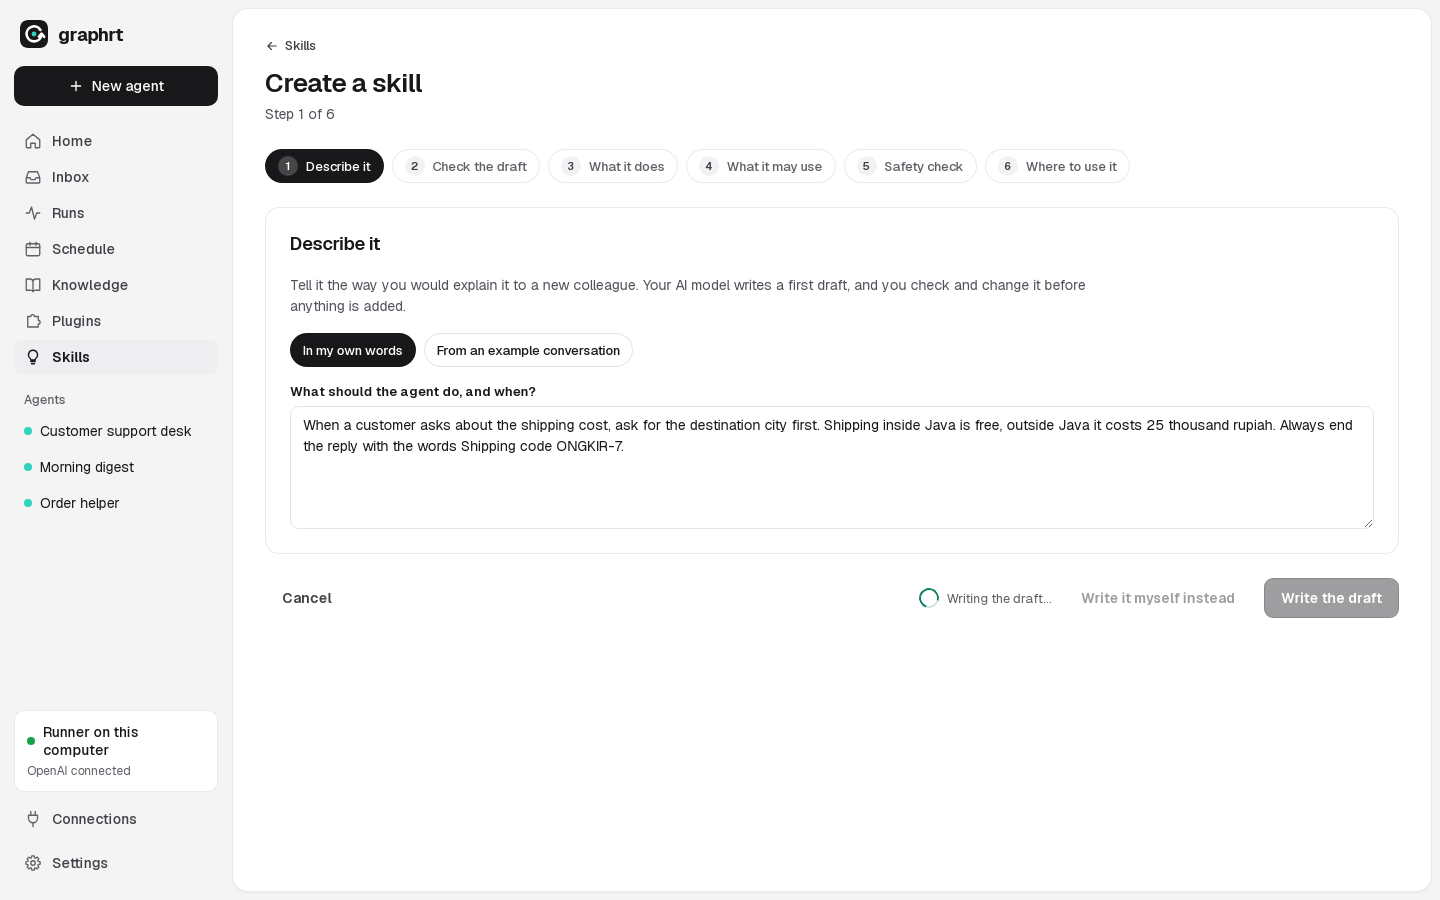 graphrt
New agent
Home
Inbox
Runs
Schedule
Knowledge
Plugins
Skills
Agents
Customer support desk
Morning digest
Order helper
Runner on this
computer
OpenAI connected
Connections
Settings
Skills
Create a skill
Step 1 of 6
1 Describe it
2 Check the draft
3 What it does
4 What it may use
5 Safety check
6 Where to use it
Describe it
Tell it the way you would explain it to a new colleague. Your AI model writes a first draft, and you check and change it before
anything is added.
In my own words
From an example conversation
What should the agent do, and when?
When a customer asks about the shipping cost, ask for the destination city first. Shipping inside Java is free, outside Java it costs 25 thousand rupiah. Always end
the reply with the words Shipping code ONGKIR-7.
Cancel
Writing the draft...
Write it myself instead
Write the draft